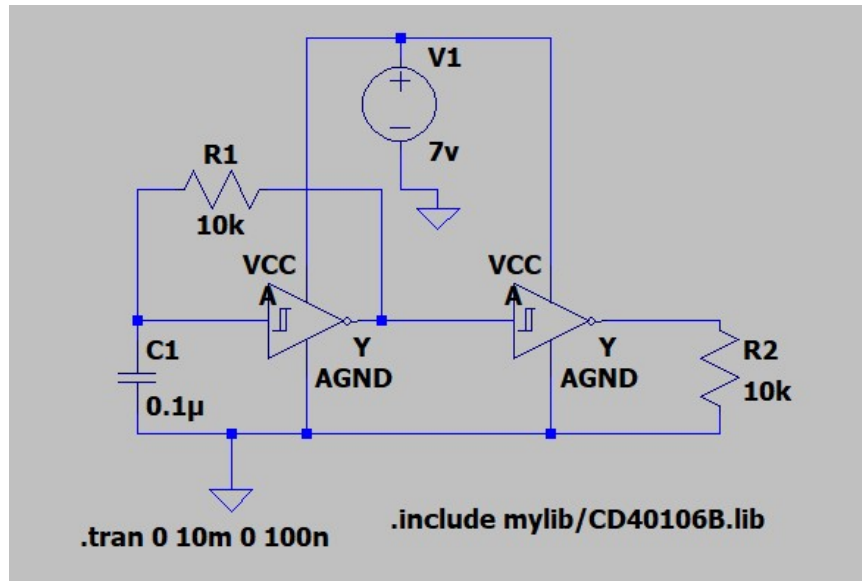 V1
7v
R1
10k
VCC
A
Y
AGND
VCC
A
Y
AGND
C1
0.1µ
R2
10k
.include mylib/CD40106B.lib
.tran 0 10m 0 100n